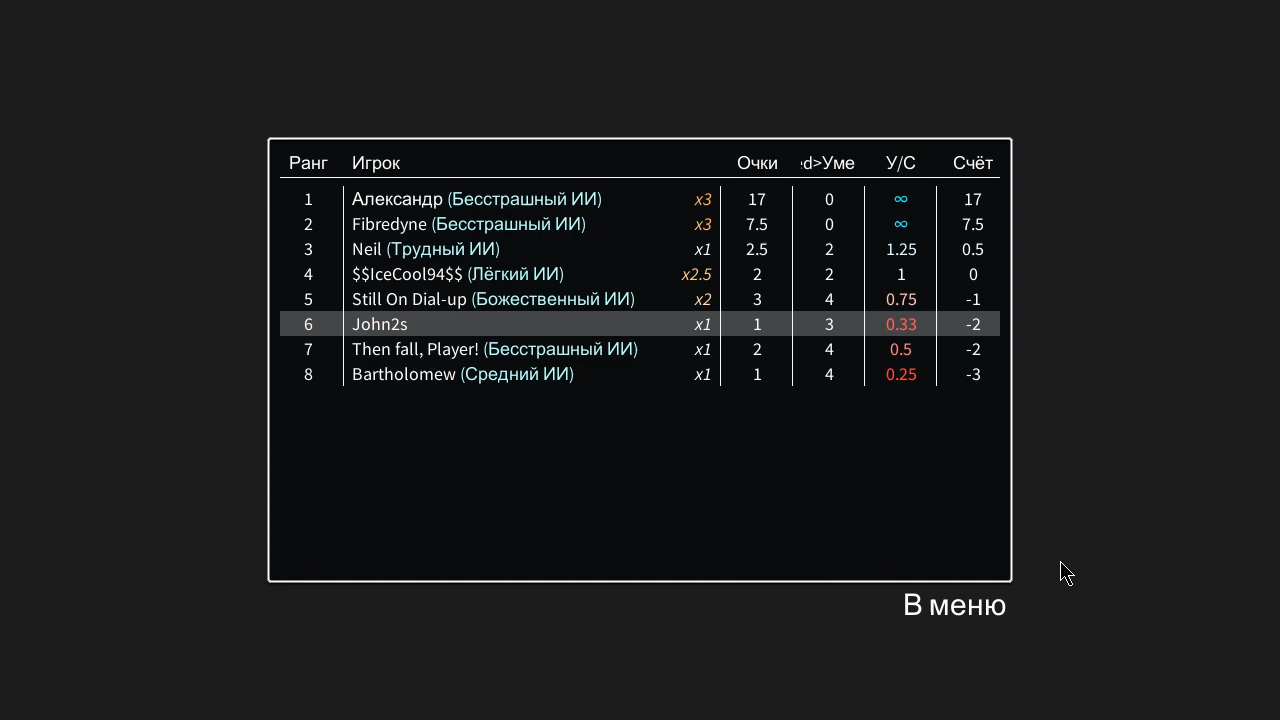 Ранг Игрок Очки d>Уме У/С Счёт
1 Александр (Бесстрашный ИИ) x3 17 0 ∞ 17
2 Fibredyne (Бесстрашный ИИ) x3 7.5 0 ∞ 7.5
3 Neil (Трудный ИИ) x1 2.5 2 1.25 0.5
4 $$IceCool94$$ (Лёгкий ИИ) x2.5 2 2 1 0
5 Still On Dial-up (Божественный ИИ) x2 3 4 0.75 -1
6 John2s x1 1 3 0.33 -2
7 Then fall, Player! (Бесстрашный ИИ) x1 2 4 0.5 -2
8 Bartholomew (Средний ИИ) x1 1 4 0.25 -3
В меню